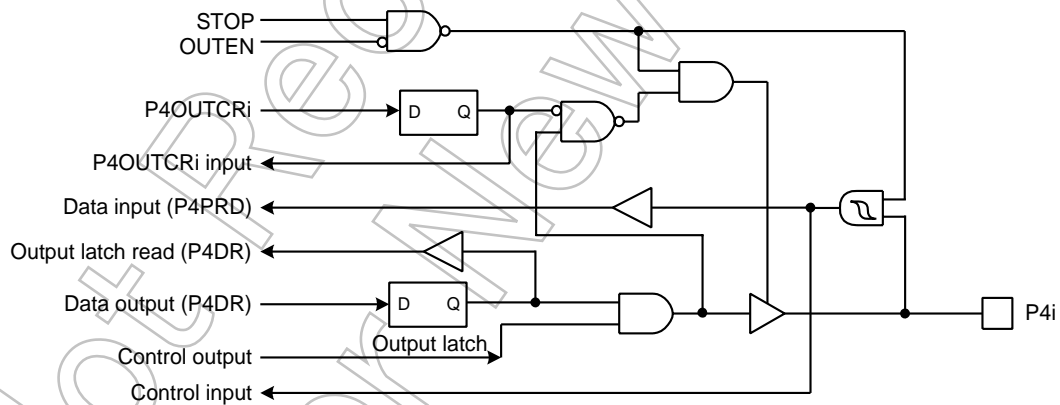 STOP
OUTEN
P4OUTCRi
D Q
P4OUTCRi input
Data input (P4PRD)
Output latch read (P4DR)
Data output (P4DR)
D Q
P4i
Output latch
Control output
Control input